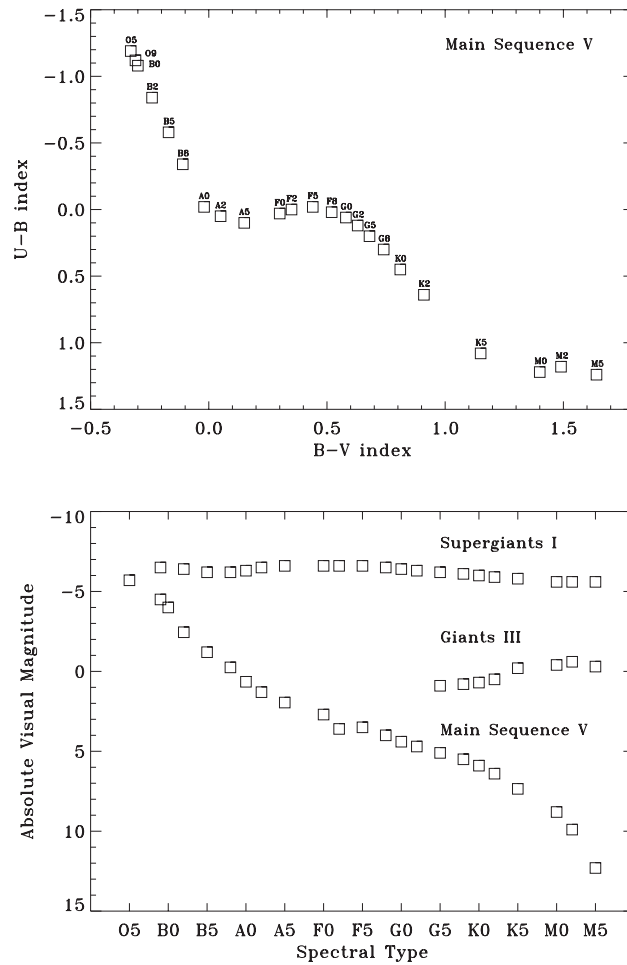 −1.5
−1.0
−0.5
0.0
0.5
1.0
1.5
U−B index
Main Sequence V
O5
O9
B0
B2
B5
B8
A0
A2
A5
F0
F2
F5
F8
G0
G2
G5
G8
K0
K2
K5
M0
M2
M5
−0.5 0.0 0.5 1.0 1.5
B−V index
−10
−5
0
5
10
15
Absolute Visual Magnitude
Supergiants I
Giants III
Main Sequence V
O5 B0 B5 A0 A5 F0 F5 G0 G5 K0 K5 M0 M5
Spectral Type